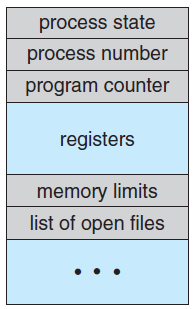 process state
process number
program counter
registers
memory limits
list of open files
• • •